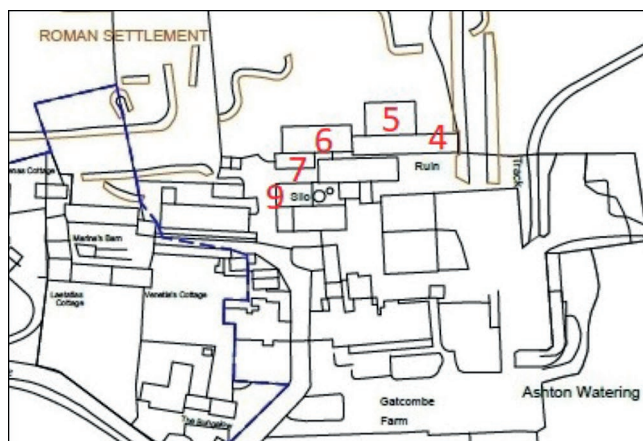 ROMAN SETTLEMENT
5
4
6
7
Ruin
Track
9
Silo
Marina's Barn
Laetatias
Cottage
Venetia's Cottage
The Bungalow
Gatcombe
Farm
Ashton Watering